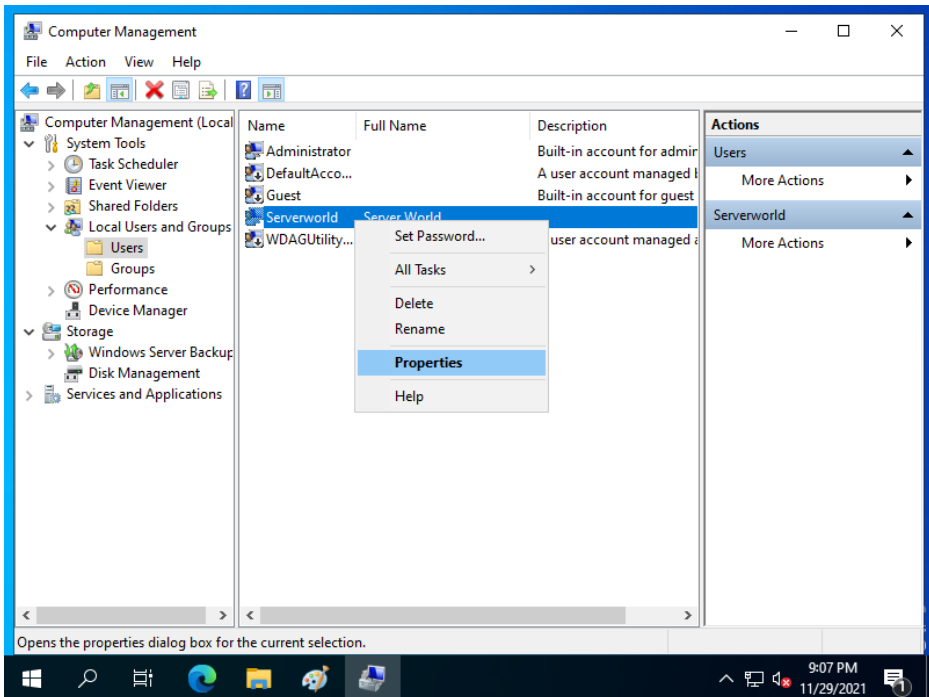 Computer Management
File Action View Help
Computer Management (Local
System Tools
Task Scheduler
Event Viewer
Shared Folders
Local Users and Groups
Users
Groups
Performance
Device Manager
Storage
Windows Server Backup
Disk Management
Services and Applications
Name Full Name Description
Administrator Built-in account for admin
DefaultAcco... A user account managed b
Guest Built-in account for guest
Serverworld Server World
WDAGUtility... user account managed a
Set Password...
All Tasks
Delete
Rename
Properties
Help
Actions
Users
More Actions
Serverworld
More Actions
Opens the properties dialog box for the current selection.
9:07 PM
11/29/2021
1